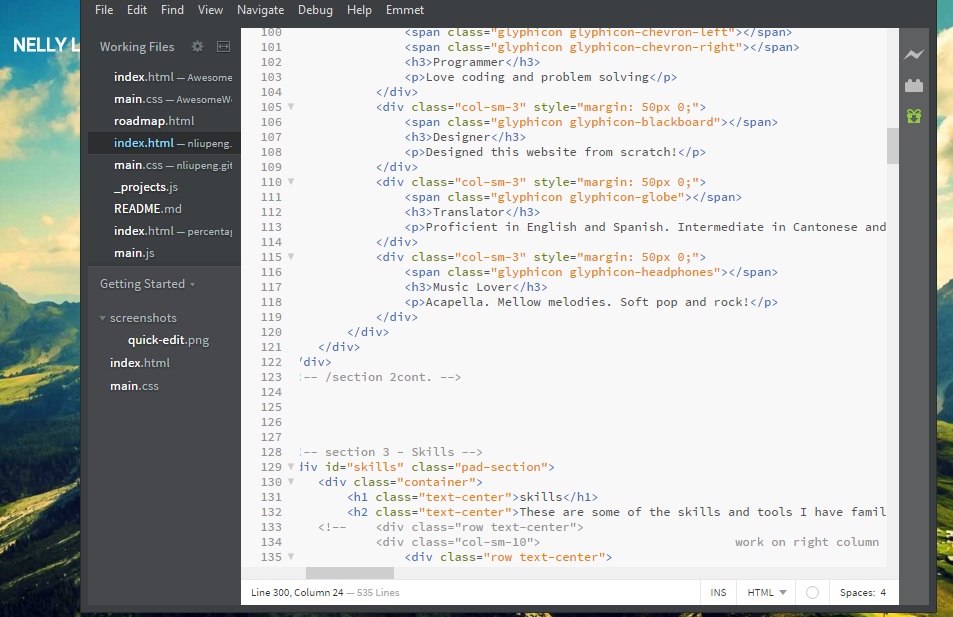 File Edit Find View Navigate Debug Help Emmet
NELLY L
Working Files
index.html — Awesome
main.css — AwesomeW
roadmap.html
index.html — nliupeng.
main.css — nliupeng.git
_projects.js
README.md
index.html — percentag
main.js
Getting Started
screenshots
quick-edit.png
index.html
main.css
100 <span class="glyphicon glyphicon-chevron-left"></span>
101 <span class="glyphicon glyphicon-chevron-right"></span>
102 <h3>Programmer</h3>
103 <p>Love coding and problem solving</p>
104 </div>
105 <div class="col-sm-3" style="margin: 50px 0;">
106 <span class="glyphicon glyphicon-blackboard"></span>
107 <h3>Designer</h3>
108 <p>Designed this website from scratch!</p>
109 </div>
110 <div class="col-sm-3" style="margin: 50px 0;">
111 <span class="glyphicon glyphicon-globe"></span>
112 <h3>Translator</h3>
113 <p>Proficient in English and Spanish. Intermediate in Cantonese and
114 </div>
115 <div class="col-sm-3" style="margin: 50px 0;">
116 <span class="glyphicon glyphicon-headphones"></span>
117 <h3>Music Lover</h3>
118 <p>Acapella. Mellow melodies. Soft pop and rock!</p>
119 </div>
120 </div>
121 </div>
122 /div>
123 -- /section 2cont. -->
124
125
126
127
128 -- section 3 - Skills -->
129 div id="skills" class="pad-section">
130 <div class="container">
131 <h1 class="text-center">skills</h1>
132 <h2 class="text-center">These are some of the skills and tools I have famil
133 <!-- <div class="row text-center">
134 <div class="col-sm-10"> work on right column
135 <div class="row text-center">
Line 300, Column 24 — 535 Lines INS HTML Spaces: 4